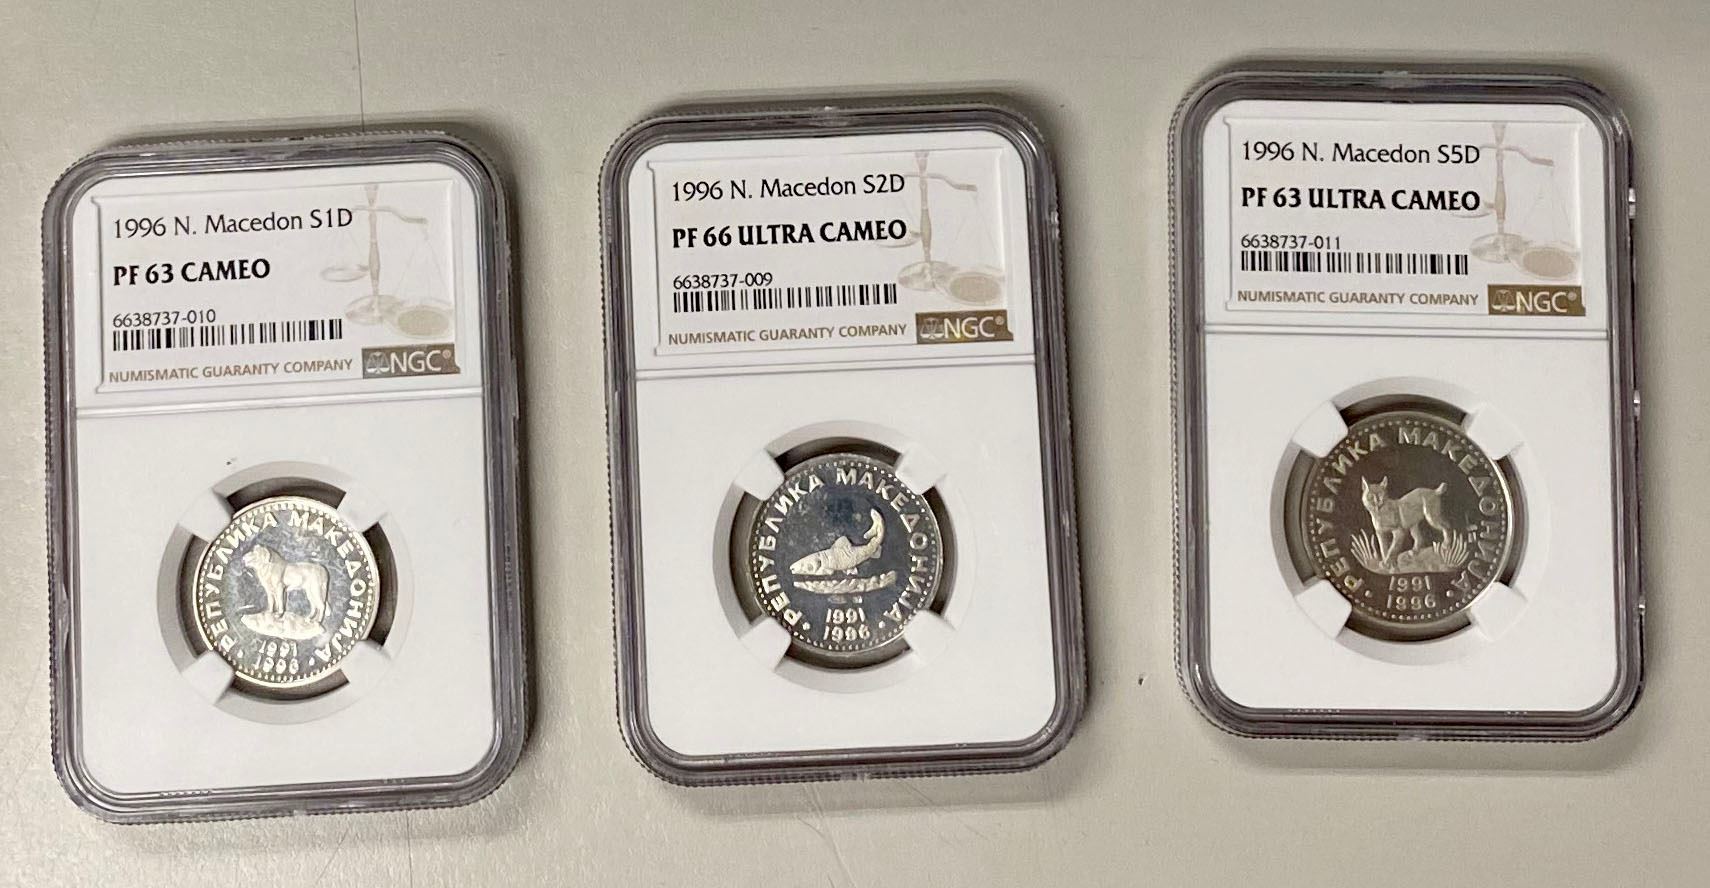 1996 N. Macedon S1D
PF 63 CAMEO
6638737-010
NUMISMATIC GUARANTY COMPANY NGC®
РЕПУБЛИКА МАКЕДОНИЈА
1991
1996
1996 N. Macedon S2D
PF 66 ULTRA CAMEO
6638737-009
NUMISMATIC GUARANTY COMPANY NGC®
РЕПУБЛИКА МАКЕДОНИЈА
1991
1996
1996 N. Macedon S5D
PF 63 ULTRA CAMEO
6638737-011
NUMISMATIC GUARANTY COMPANY NGC®
РЕПУБЛИКА МАКЕДОНИЈА
1991
1996